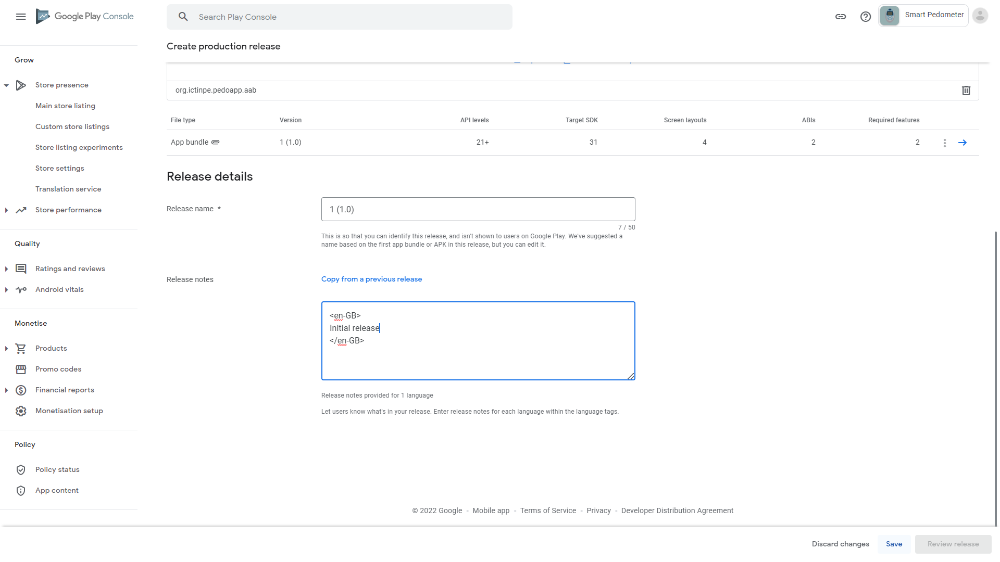 Google Play Console
Search Play Console
Smart Pedometer
Create production release
Grow
Store presence
Main store listing
Custom store listings
Store listing experiments
Store settings
Translation service
Store performance
Quality
Ratings and reviews
Android vitals
Monetise
Products
Promo codes
Financial reports
Monetisation setup
Policy
Policy status
App content
org.ictinpe.pedoapp.aab
File type Version API levels Target SDK Screen layouts ABIs Required features
App bundle 1 (1.0) 21+ 31 4 2 2
Release details
Release name *
1 (1.0)
7 / 50
This is so that you can identify this release, and isn't shown to users on Google Play. We've suggested a
name based on the first app bundle or APK in this release, but you can edit it.
Release notes
Copy from a previous release
<en-GB>
Initial release
</en-GB>
Release notes provided for 1 language
Let users know what's in your release. Enter release notes for each language within the language tags.
© 2022 Google • Mobile app • Terms of Service • Privacy • Developer Distribution Agreement
Discard changes
Save
Review release